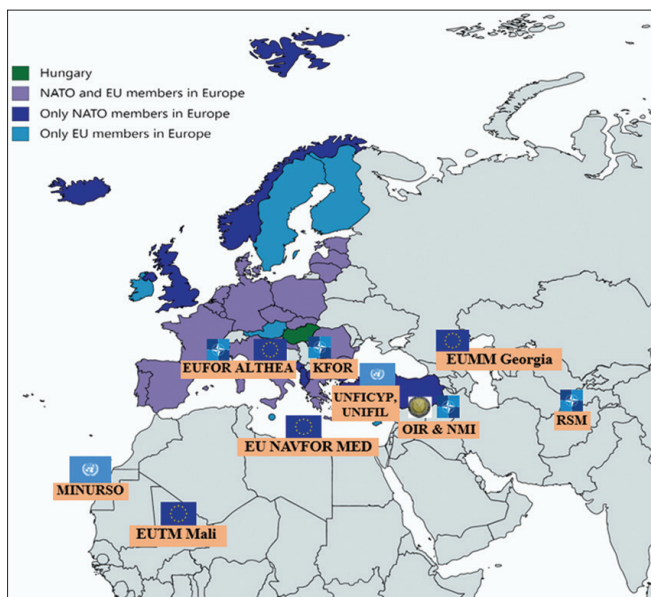 Hungary
NATO and EU members in Europe
Only NATO members in Europe
Only EU members in Europe
EUMM Georgia
EUFOR ALTHEA
KFOR
UNFICYP,
UNIFIL
OIR & NMI
RSM
EU NAVFOR MED
MINURSO
EUTM Mali